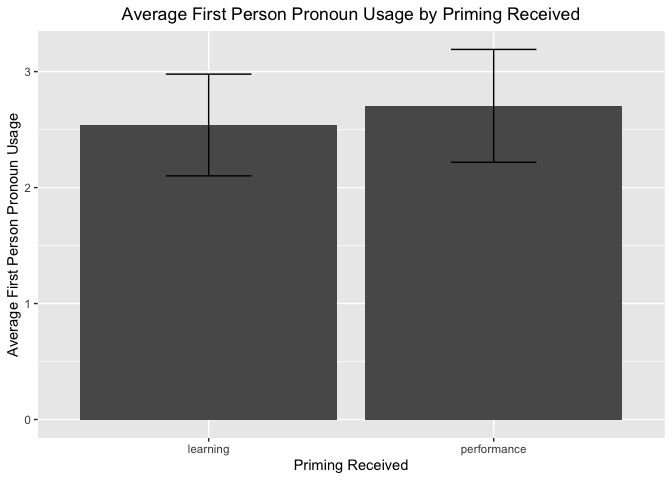 Average First Person Pronoun Usage by Priming Received
Average First Person Pronoun Usage
3
2
1
0
learning performance
Priming Received